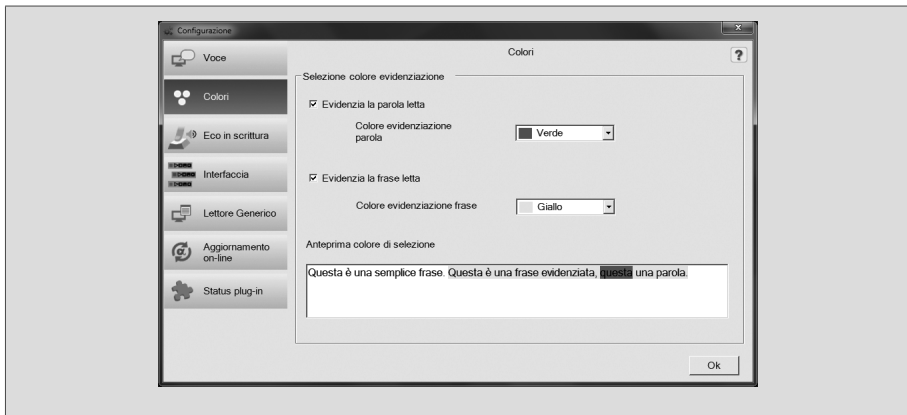 Configurazione
x
Voce
Colori
Eco in scrittura
Interfaccia
Lettore Generico
Aggiornamento
on-line
Status plug-in
Colori
?
Selezione colore evidenziazione
Evidenzia la parola letta
Colore evidenziazione
parola
Verde
Evidenzia la frase letta
Colore evidenziazione frase
Giallo
Anteprima colore di selezione
Questa è una semplice frase. Questa è una frase evidenziata, questa una parola.
Ok